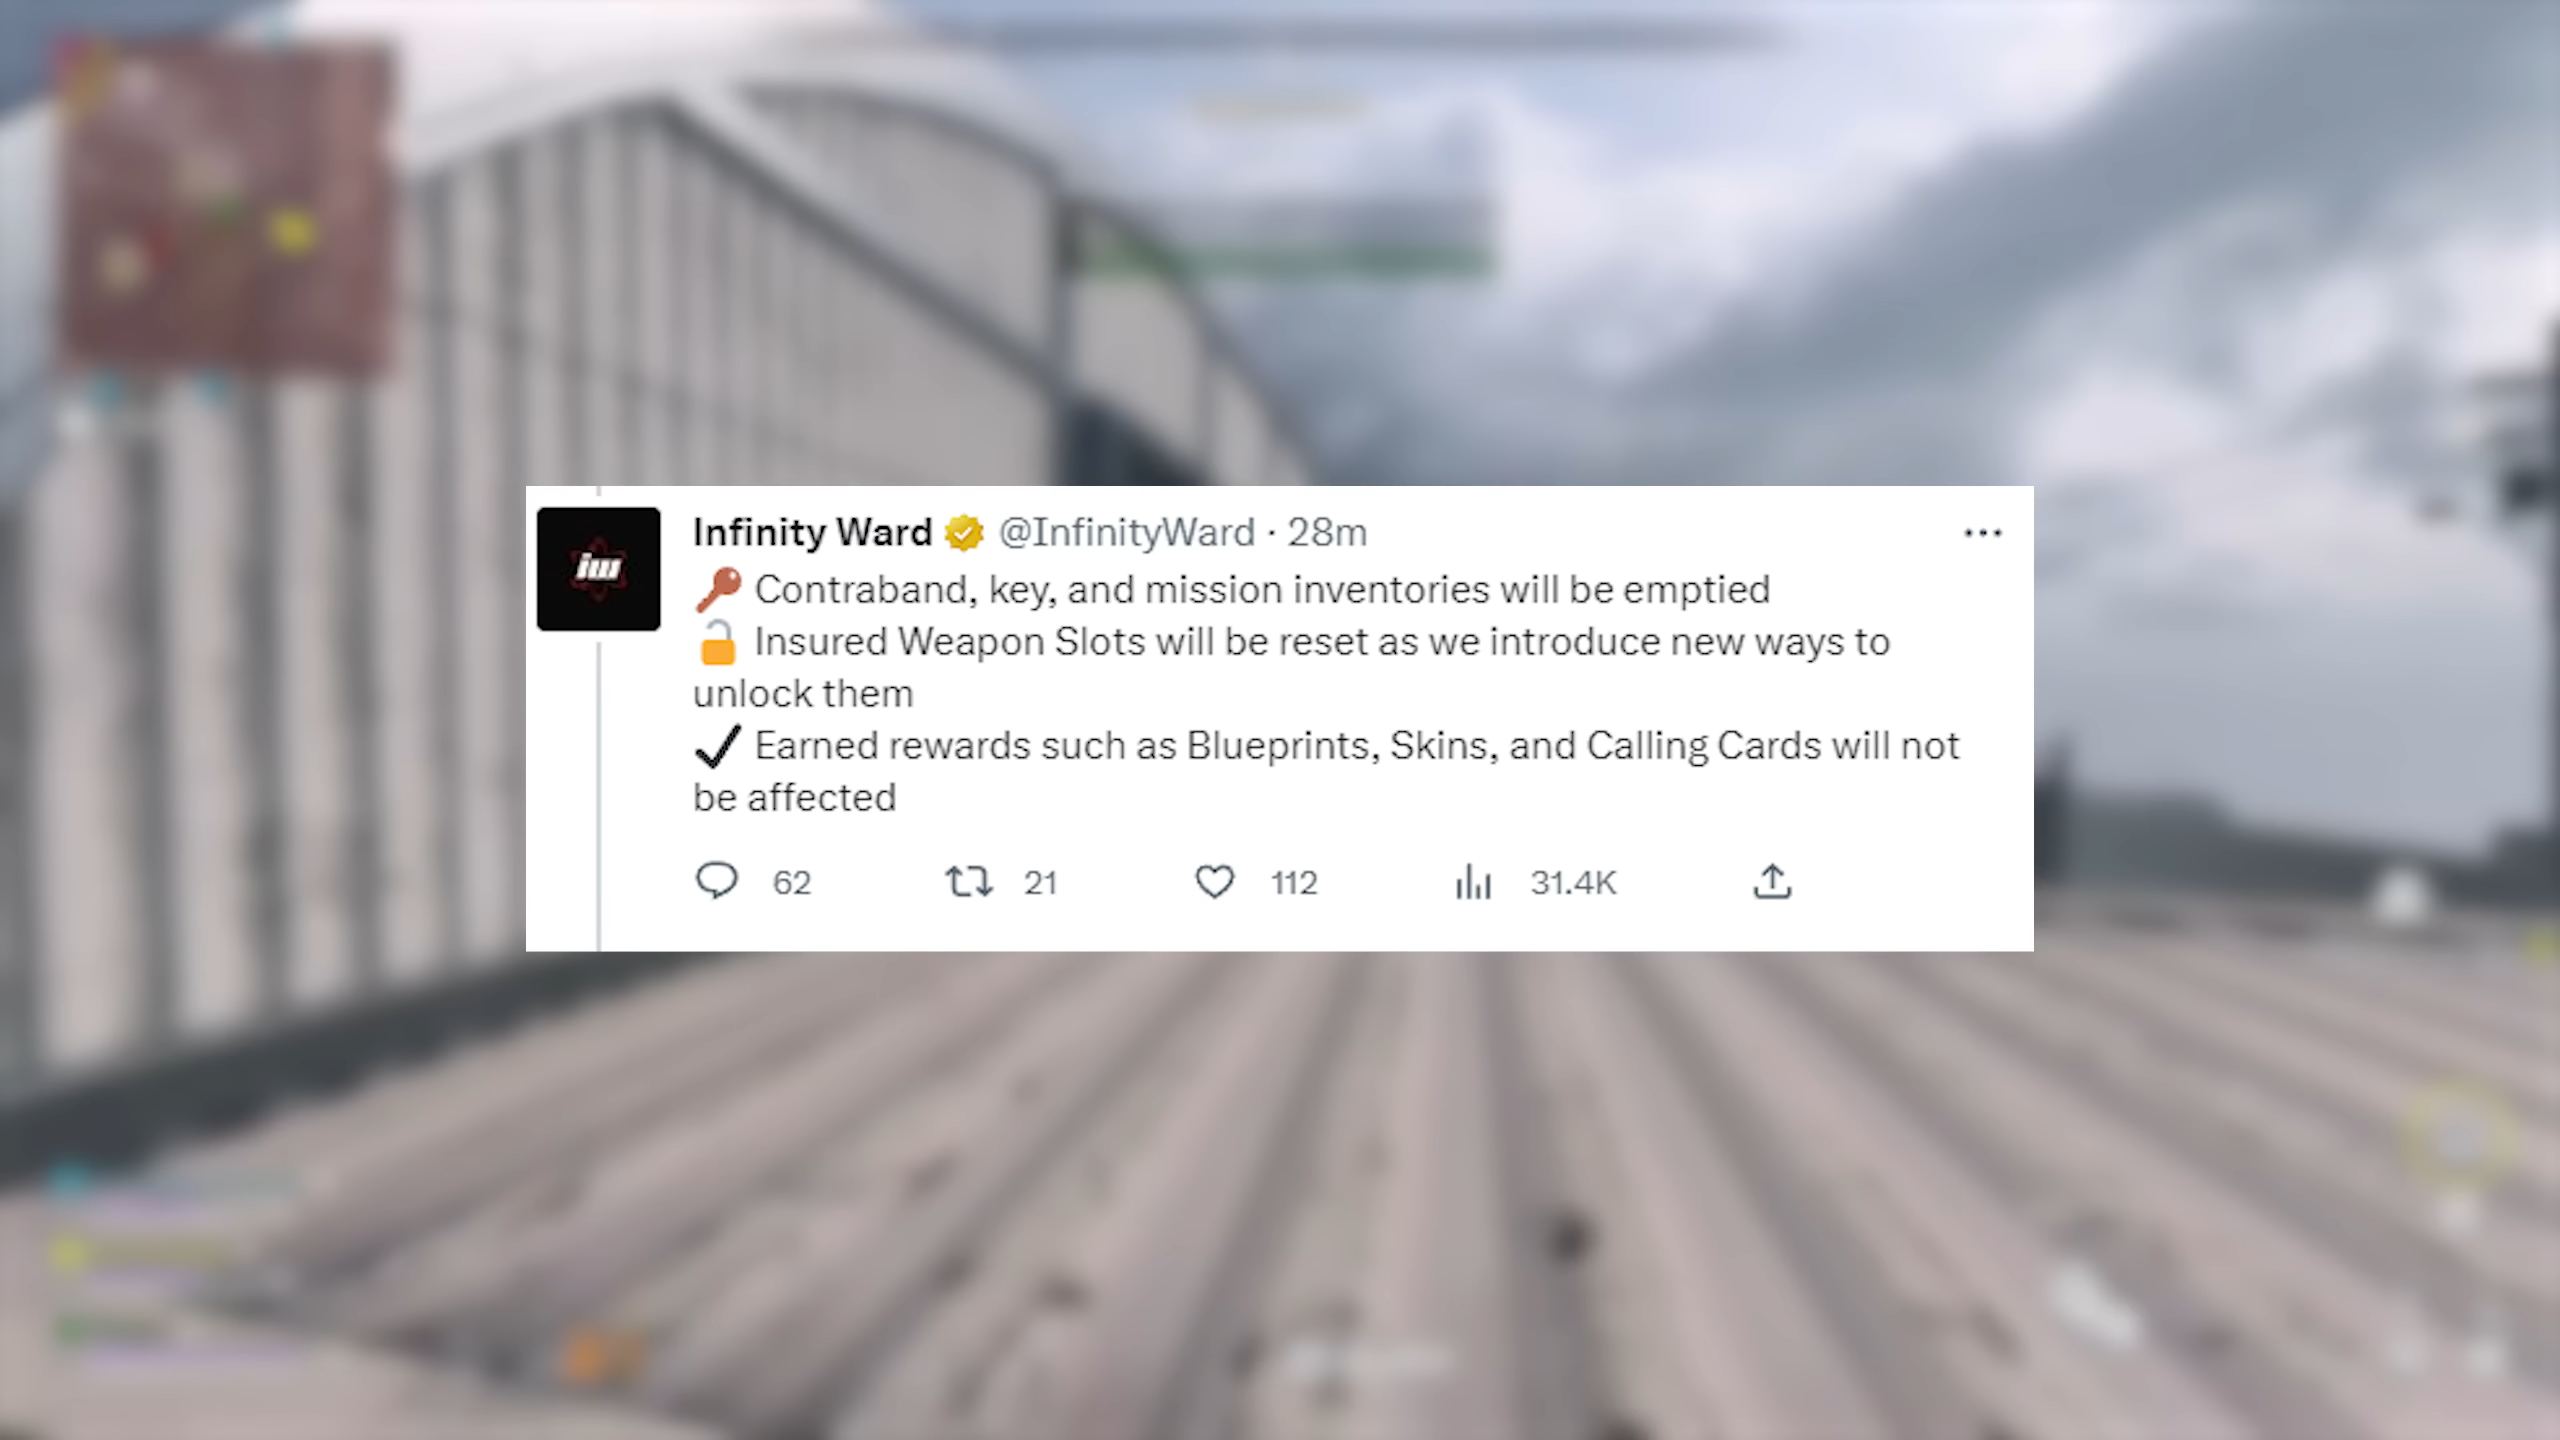 Infinity Ward @InfinityWard · 28m
iw
🔑 Contraband, key, and mission inventories will be emptied
🔓 Insured Weapon Slots will be reset as we introduce new ways to
unlock them
✔ Earned rewards such as Blueprints, Skins, and Calling Cards will not
be affected
62 21 112 31.4K